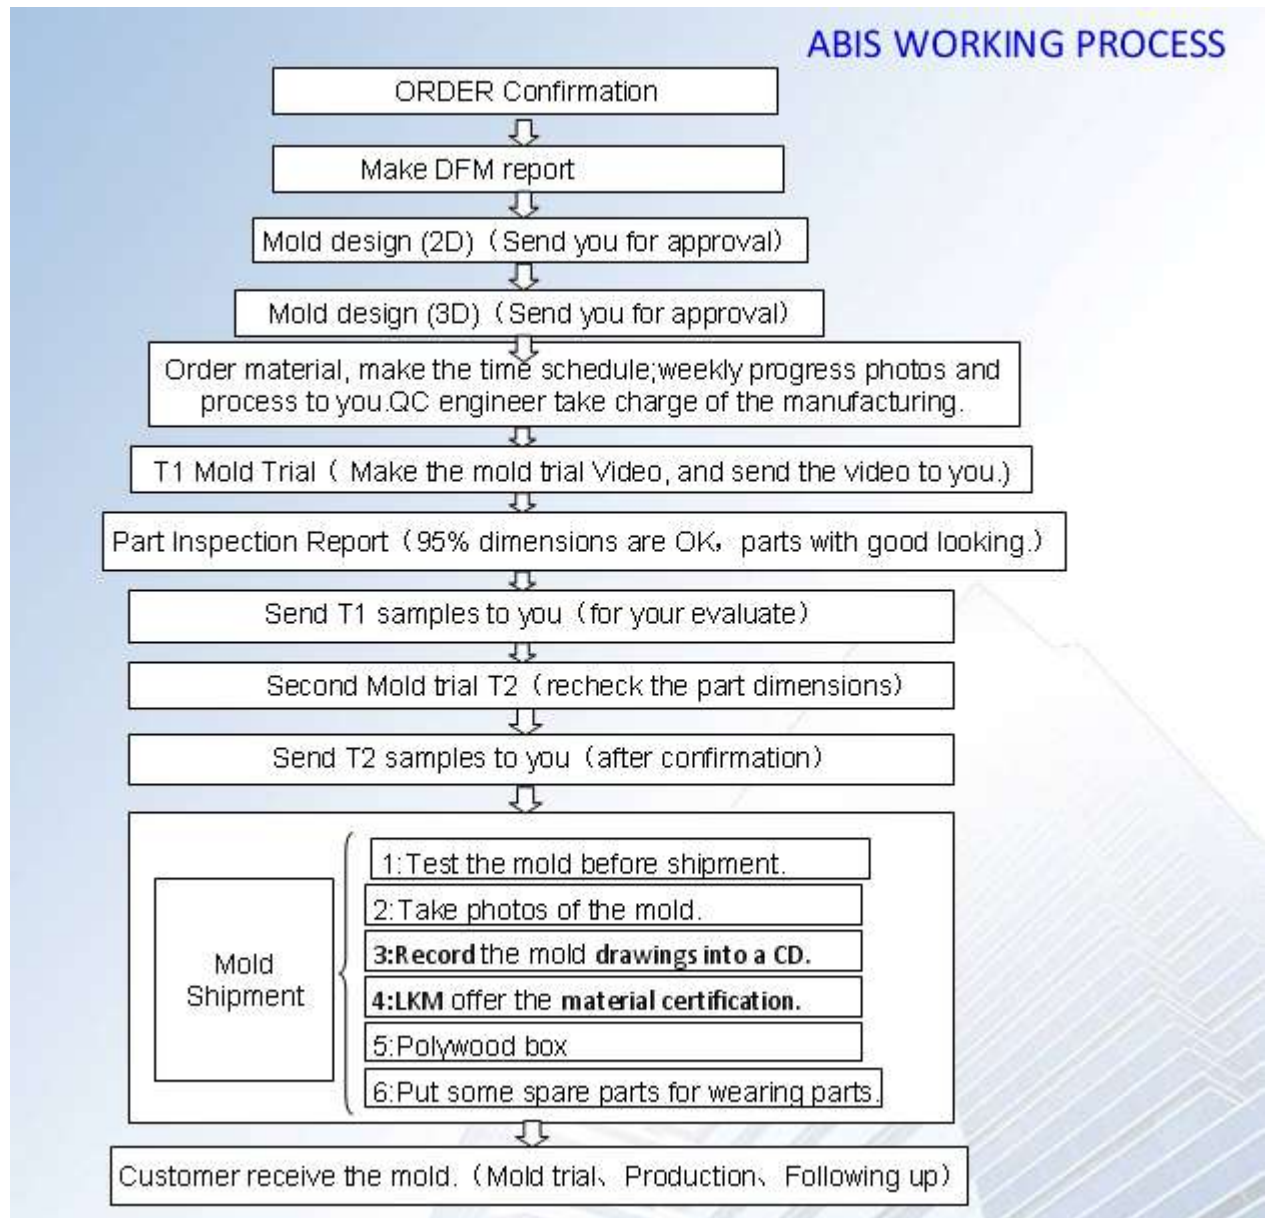 ABIS WORKING PROCESS
ORDER Confirmation
Make DFM report
Mold design (2D)（Send you for approval）
Mold design (3D)（Send you for approval）
Order material, make the time schedule;weekly progress photos and
process to you.QC engineer take charge of the manufacturing.
T1 Mold Trial（ Make the mold trial Video, and send the video to you.)
Part Inspection Report（95% dimensions are OK，parts with good looking.）
Send T1 samples to you（for your evaluate）
Second Mold trial T2（recheck the part dimensions）
Send T2 samples to you（after confirmation）
Mold
Shipment
1:Test the mold before shipment.
2:Take photos of the mold.
3:Record the mold drawings into a CD.
4:LKM offer the material certification.
5:Polywood box
6:Put some spare parts for wearing parts.
Customer receive the mold.（Mold trial、Production、Following up）